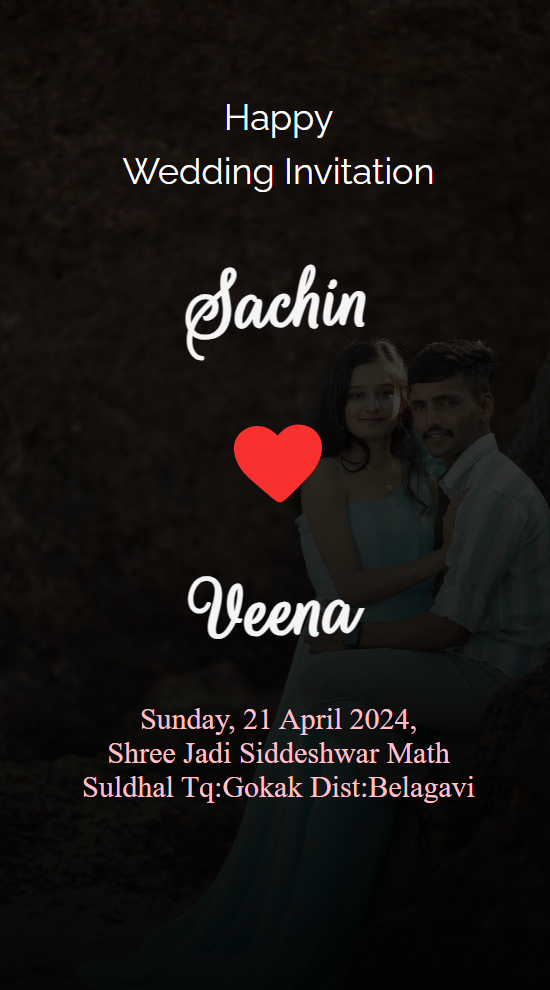 Happy
Wedding Invitation
Sachin
Veena
Sunday, 21 April 2024,
Shree Jadi Siddeshwar Math
Suldhal Tq:Gokak Dist:Belagavi